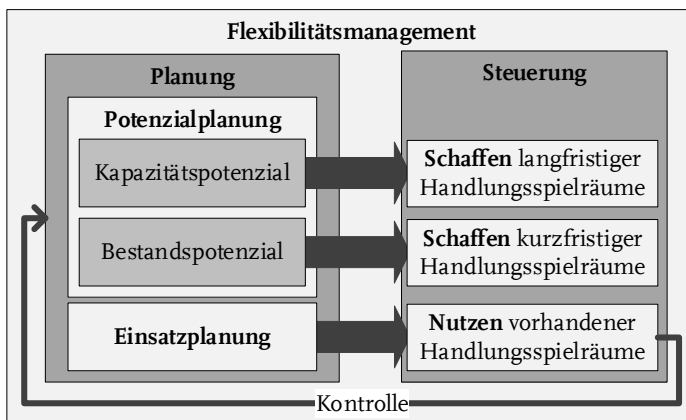 Flexibilitätsmanagement
Planung
Potenzialplanung
Kapazitätspotenzial
Bestandspotenzial
Einsatzplanung
Steuerung
Schaffen langfristiger
Handlungsspielräume
Schaffen kurzfristiger
Handlungsspielräume
Nutzen vorhandener
Handlungsspielräume
Kontrolle